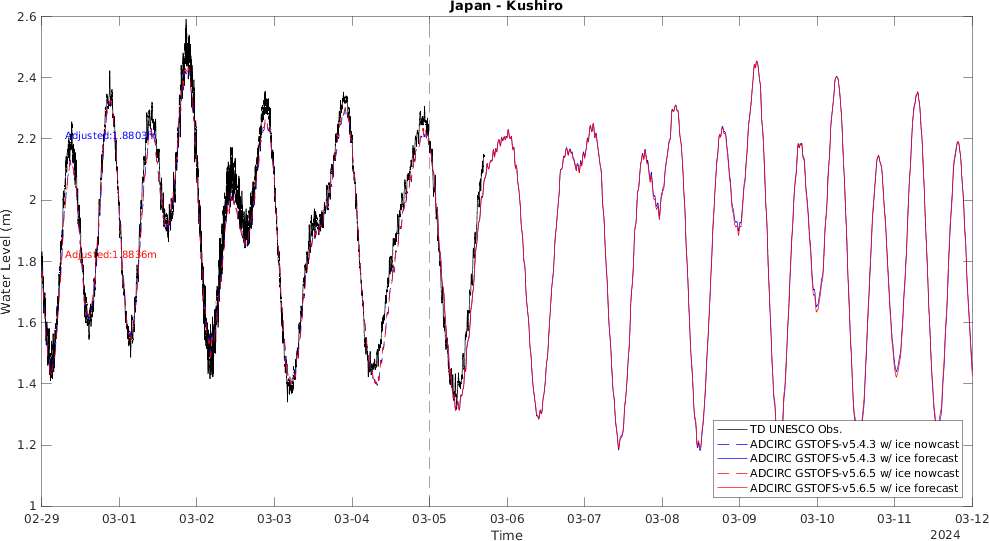 Japan - Kushiro
2.6
2.4
2.2
2
1.8
1.6
1.4
1.2
1
Water Level (m)
Adjusted:1.8803m
Adjusted:1.8836m
TD UNESCO Obs.
ADCIRC GSTOFS-v5.4.3 w/ ice nowcast
ADCIRC GSTOFS-v5.4.3 w/ ice forecast
ADCIRC GSTOFS-v5.6.5 w/ ice nowcast
ADCIRC GSTOFS-v5.6.5 w/ ice forecast
02-29 03-01 03-02 03-03 03-04 03-05 03-06 03-07 03-08 03-09 03-10 03-11 03-12
Time
2024